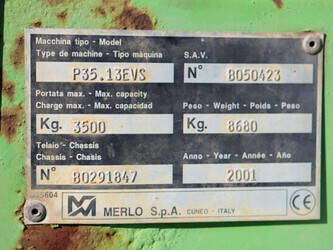 Macchina tipo - Model
Type de machine - Tipo máquina
S.A.V.
P35.13EVS
N° 8050423
Portata max. - Max. capacity
Charge max. - Max. capacidad
Peso - Weight - Poids - Peso
Kg. 3500
Kg. 8680
Telaio - Chassis
Chassis - Chasis
Anno - Year - Année - Año
N° 80291847
2001
MERLO S.p.A. CUNEO - ITALY
CE